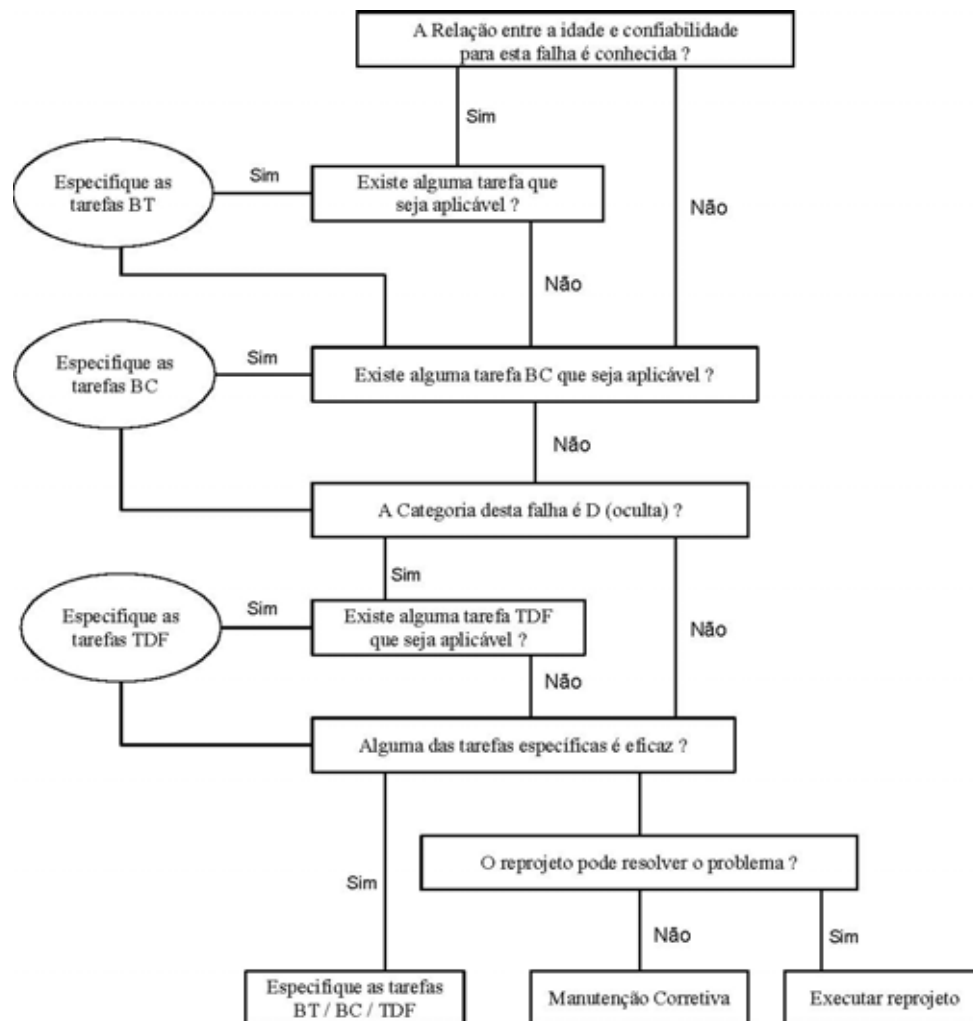 A Relação entre a idade e confiabilidade
para esta falha é conhecida ?
Sim
Não
Especifique as
tarefas BT
Sim
Existe alguma tarefa que
seja aplicável ?
Não
Especifique as
tarefas BC
Sim
Existe alguma tarefa BC que seja aplicável ?
Não
A Categoria desta falha é D (oculta) ?
Sim
Não
Especifique as
tarefas TDF
Sim
Existe alguma tarefa TDF
que seja aplicável ?
Não
Alguma das tarefas específicas é eficaz ?
Sim
O reprojeto pode resolver o problema ?
Não
Sim
Especifique as tarefas
BT / BC / TDF
Manutenção Corretiva
Executar reprojeto